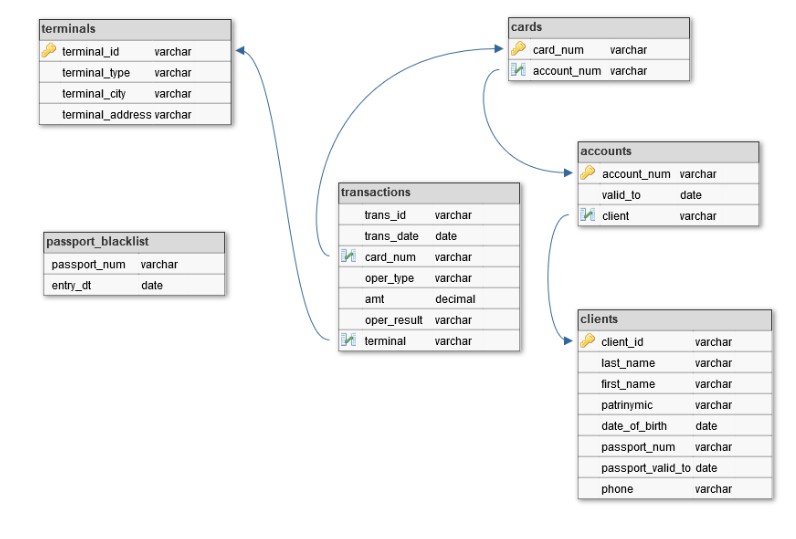 terminals
terminal_id varchar
terminal_type varchar
terminal_city varchar
terminal_address varchar
cards
card_num varchar
account_num varchar
accounts
account_num varchar
valid_to date
client varchar
transactions
trans_id varchar
trans_date date
card_num varchar
oper_type varchar
amt decimal
oper_result varchar
terminal varchar
passport_blacklist
passport_num varchar
entry_dt date
clients
client_id varchar
last_name varchar
first_name varchar
patrinymic varchar
date_of_birth date
passport_num varchar
passport_valid_to date
phone varchar